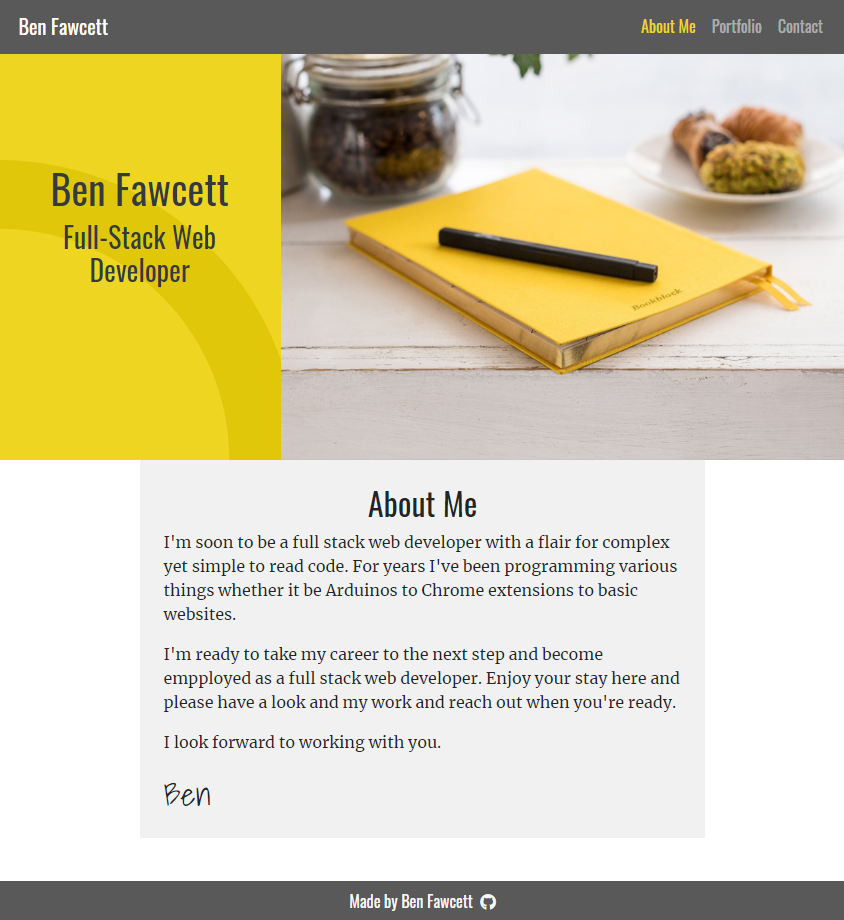 Ben Fawcett
About Me Portfolio Contact
Ben Fawcett
Full-Stack Web
Developer
Bookblock
About Me
I'm soon to be a full stack web developer with a flair for complex
yet simple to read code. For years I've been programming various
things whether it be Arduinos to Chrome extensions to basic
websites.
I'm ready to take my career to the next step and become
empployed as a full stack web developer. Enjoy your stay here and
please have a look and my work and reach out when you're ready.
I look forward to working with you.
Ben
Made by Ben Fawcett